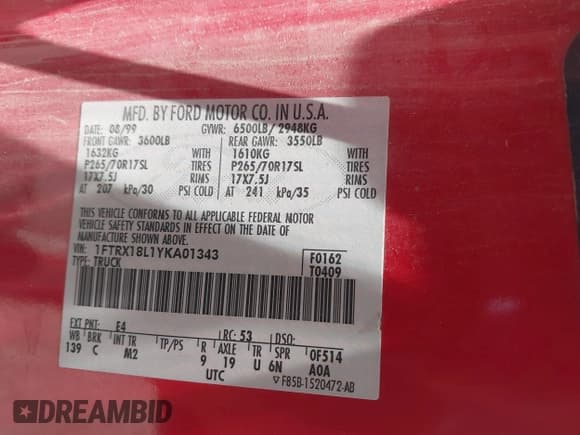 MFD. BY FORD MOTOR CO. IN U.S.A.
DATE: 08/99 GVWR: 6500LB/ 2948KG
FRONT GAWR: 3600LB REAR GAWR: 3550LB
1632KG WITH 1610KG WITH
P265/70R17SL TIRES P265/70R17SL TIRES
17X7.5J RIMS 17X7.5J RIMS
AT 207 kPa/30 PSI COLD AT 241 kPa/35 PSI COLD
THIS VEHICLE CONFORMS TO ALL APPLICABLE FEDERAL MOTOR
VEHICLE SAFETY STANDARDS IN EFFECT ON THE DATE OF
MANUFACTURE SHOWN ABOVE.
VIN: 1FTRX18L1YKA01343 F0162
TYPE: TRUCK T0409
EXT PNT: E4 RC: 53 DSO:
WB BRK INT TR TP/PS R AXLE TR SPR 0F514
139 C M2 9 19 U 6N A0A
UTC F85B-1520472-AB
DREAMBID